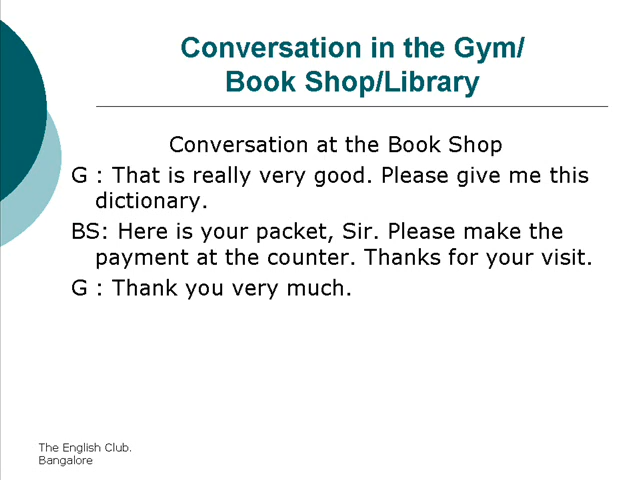 Conversation in the Gym/
Book Shop/Library
Conversation at the Book Shop
G : That is really very good. Please give me this
dictionary.
BS: Here is your packet, Sir. Please make the
payment at the counter. Thanks for your visit.
G : Thank you very much.
The English Club.
Bangalore